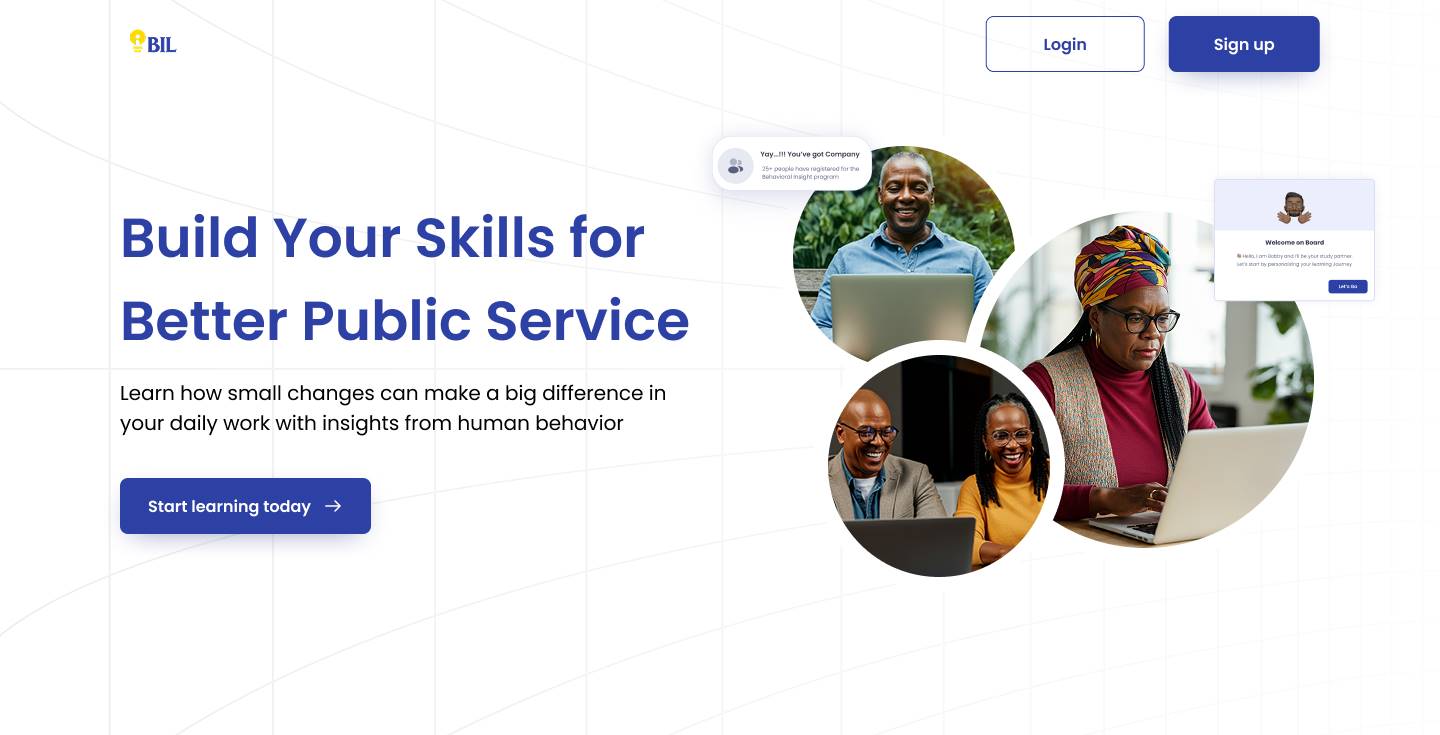 BIL
Login
Sign up
Yay...!!! You've got Company
25+ people have registered for the
Behavioral Insight program
Build Your Skills for
Better Public Service
Learn how small changes can make a big difference in
your daily work with insights from human behavior
Start learning today
Welcome on Board
👋🏾 Hello, I am Bobby and I'll be your study partner.
Let's start by personalizing your learning Journey
Let's Go